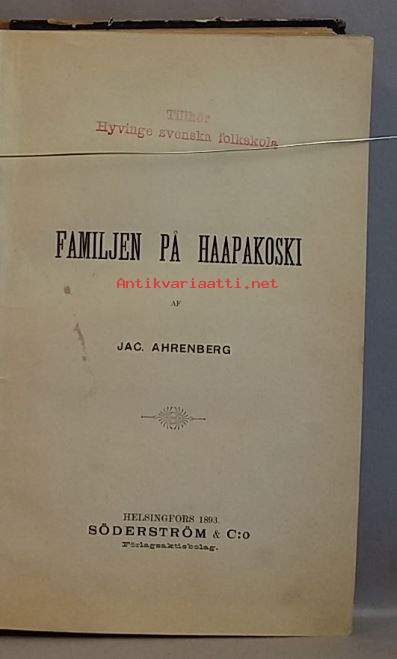 Tillhör
Hyvinge svenska folkskola
FAMILJEN PÅ HAAPAKOSKI
Antikvariaatti.net
AF
JAC. AHRENBERG
HELSINGFORS 1893.
SÖDERSTRÖM & C:o
Förlagsaktiebolag.